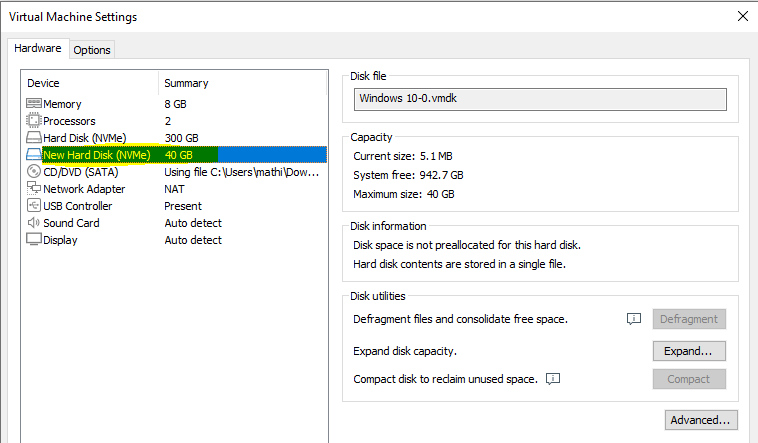 Virtual Machine Settings
Hardware
Options
Device Summary
Memory 8 GB
Processors 2
Hard Disk (NVMe) 300 GB
New Hard Disk (NVMe) 40 GB
CD/DVD (SATA) Using file C:\Users\mathi\Dow...
Network Adapter NAT
USB Controller Present
Sound Card Auto detect
Display Auto detect
Disk file
Windows 10-0.vmdk
Capacity
Current size: 5.1 MB
System free: 942.7 GB
Maximum size: 40 GB
Disk information
Disk space is not preallocated for this hard disk.
Hard disk contents are stored in a single file.
Disk utilities
Defragment files and consolidate free space. Defragment
Expand disk capacity. Expand...
Compact disk to reclaim unused space. Compact
Advanced...